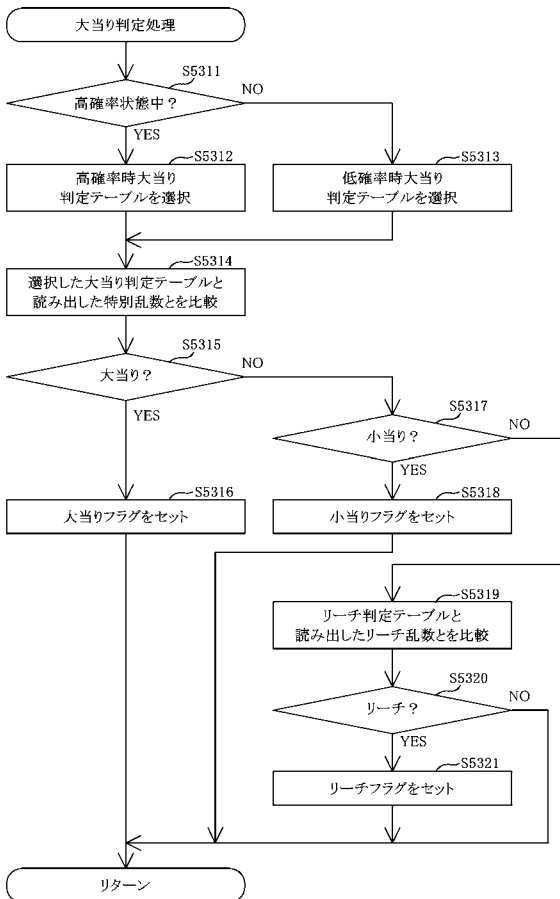 大当り判定処理
S5311
高確率状態中？
NO
YES
S5312
高確率時大当り
判定テーブルを選択
S5313
低確率時大当り
判定テーブルを選択
S5314
選択した大当り判定テーブルと
読み出した特別乱数とを比較
S5315
大当り？
NO
YES
S5317
小当り？
NO
YES
S5316
大当りフラグをセット
S5318
小当りフラグをセット
S5319
リーチ判定テーブルと
読み出したリーチ乱数とを比較
S5320
リーチ？
NO
YES
S5321
リーチフラグをセット
リターン